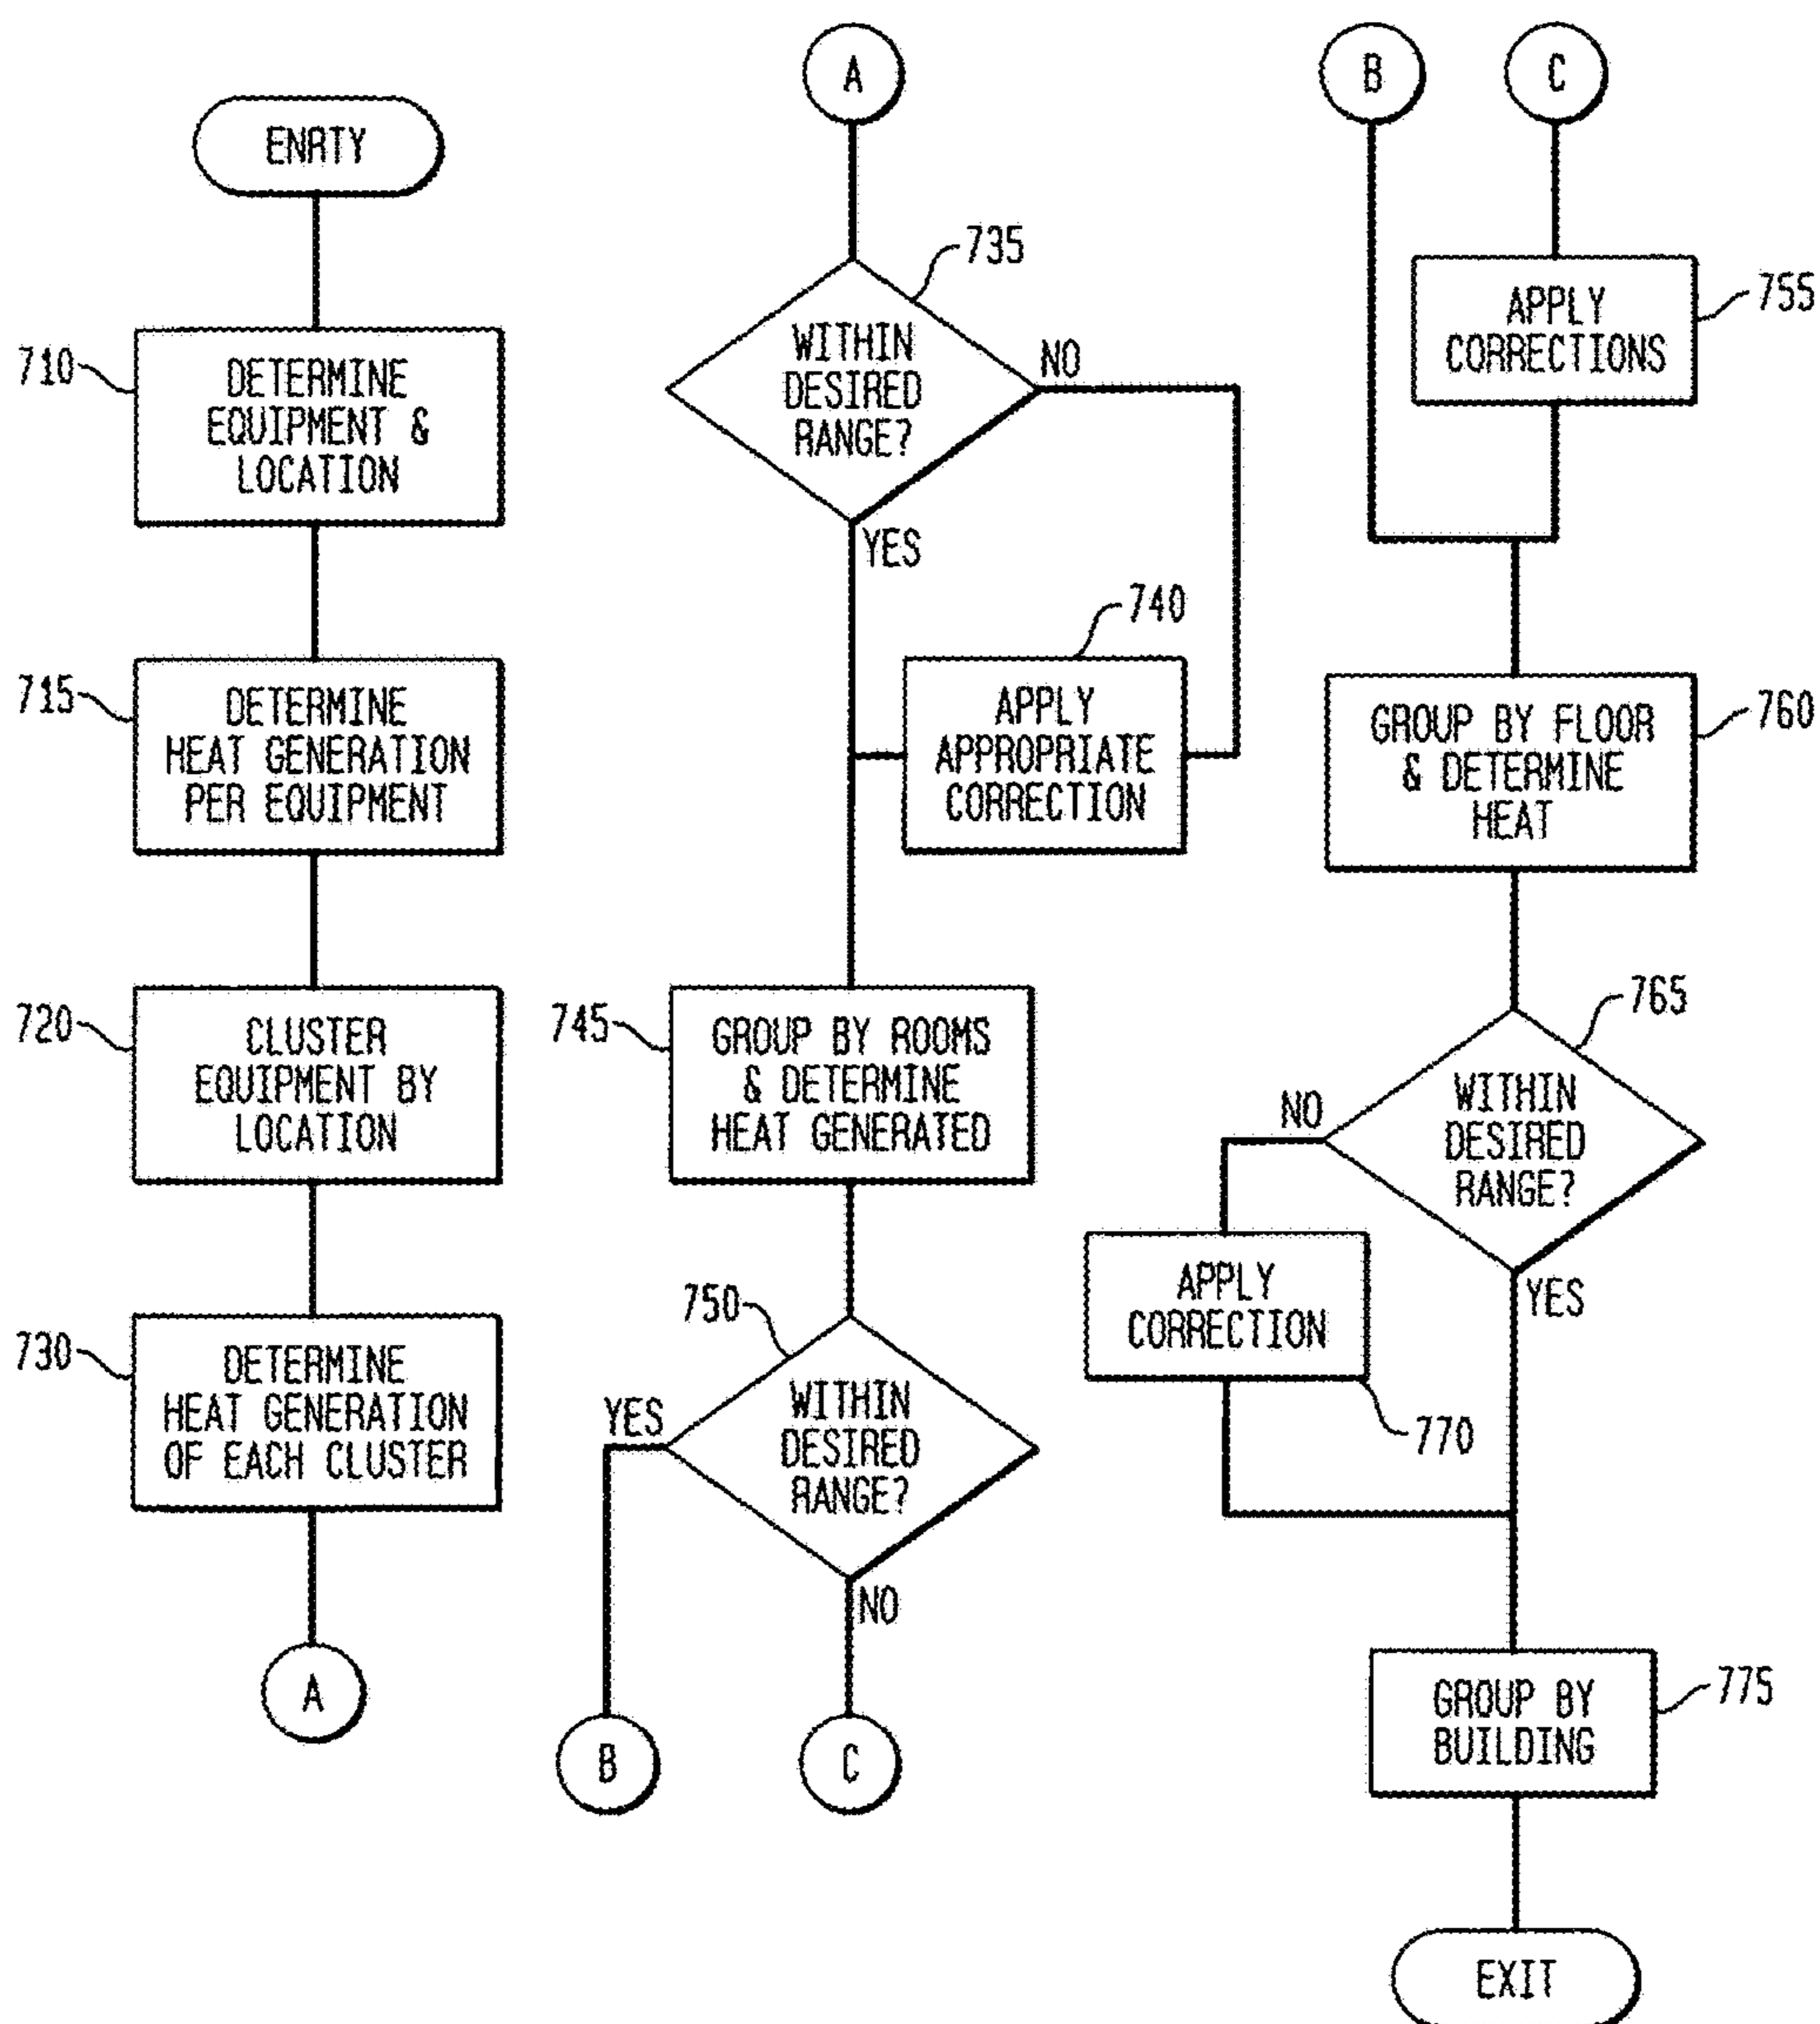 ENRTY
710
DETERMINE
EQUIPMENT &
LOCATION
715
DETERMINE
HEAT GENERATION
PER EQUIPMENT
720
CLUSTER
EQUIPMENT BY
LOCATION
730
DETERMINE
HEAT GENERATION
OF EACH CLUSTER
A
A
735
WITHIN
DESIRED
RANGE?
NO
YES
740
APPLY
APPROPRIATE
CORRECTION
745
GROUP BY ROOMS
& DETERMINE
HEAT GENERATED
750
WITHIN
DESIRED
RANGE?
YES
NO
B
C
B
C
755
APPLY
CORRECTIONS
760
GROUP BY FLOOR
& DETERMINE
HEAT
765
WITHIN
DESIRED
RANGE?
NO
YES
APPLY
CORRECTION
770
GROUP BY
BUILDING
775
EXIT